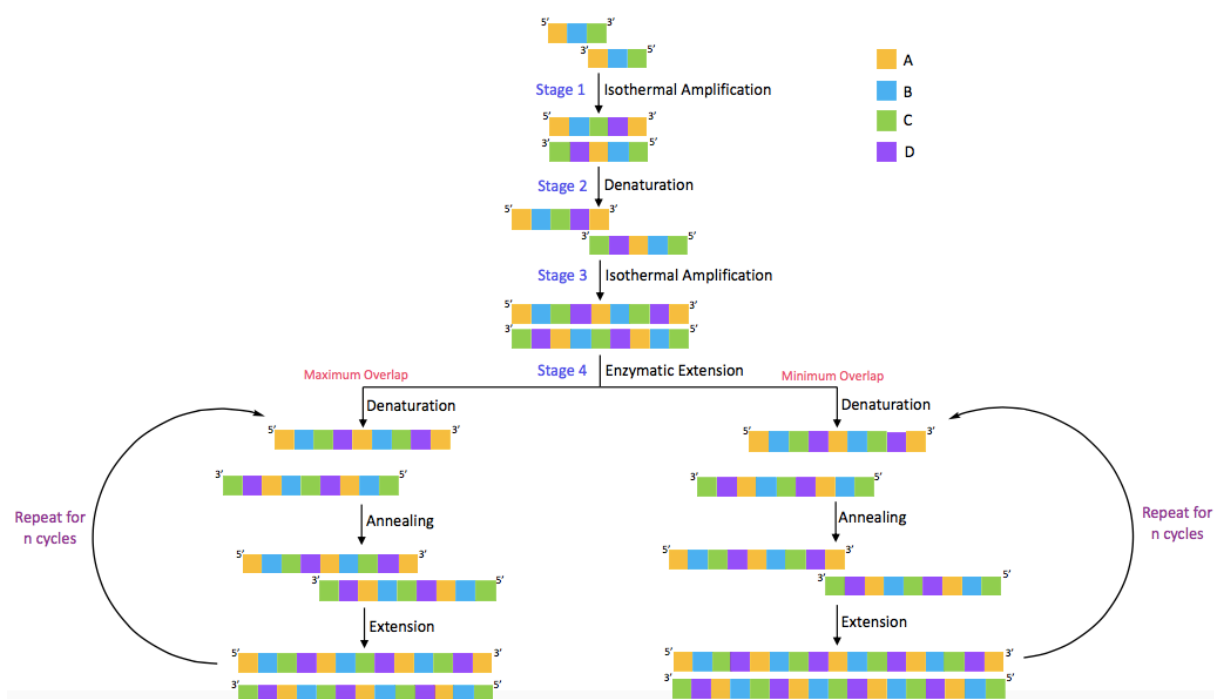 5′ 3′
3′ 5′
A
Stage 1 Isothermal Amplification
B
5′ 3′
C
3′ 5′
D
Stage 2 Denaturation
5′ 3′
3′ 5′
Stage 3 Isothermal Amplification
5′ 3′
3′ 5′
Stage 4 Enzymatic Extension
Maximum Overlap
Minimum Overlap
Denaturation
Denaturation
5′ 3′
5′ 3′
3′ 5′
3′ 5′
Repeat for
n cycles
Annealing
Annealing
Repeat for
n cycles
5′ 3′
5′ 3′
3′ 5′
3′ 5′
Extension
Extension
5′ 3′
5′ 3′
3′ 5′
3′ 5′